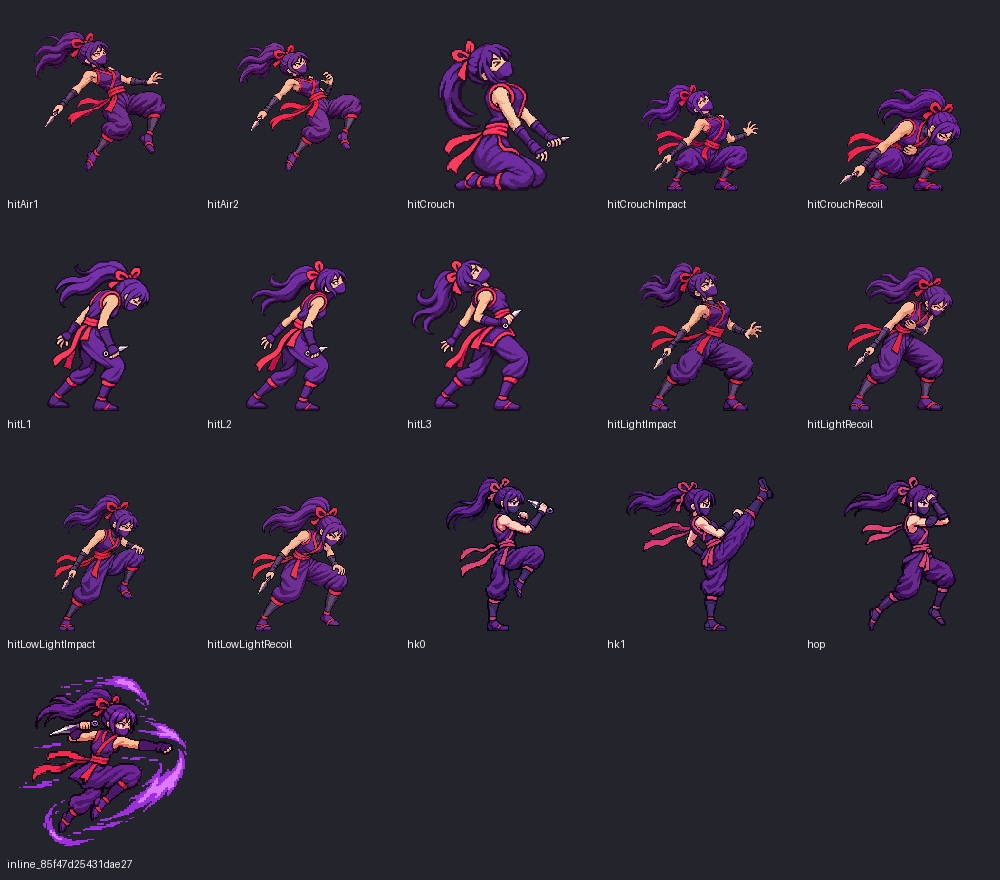 hitAir1
hitAir2
hitCrouch
hitCrouchImpact
hitCrouchRecoil
hitL1
hitL2
hitL3
hitLightImpact
hitLightRecoil
hitLowLightImpact
hitLowLightRecoil
hk0
hk1
hop
inline_85f47d25431dae27